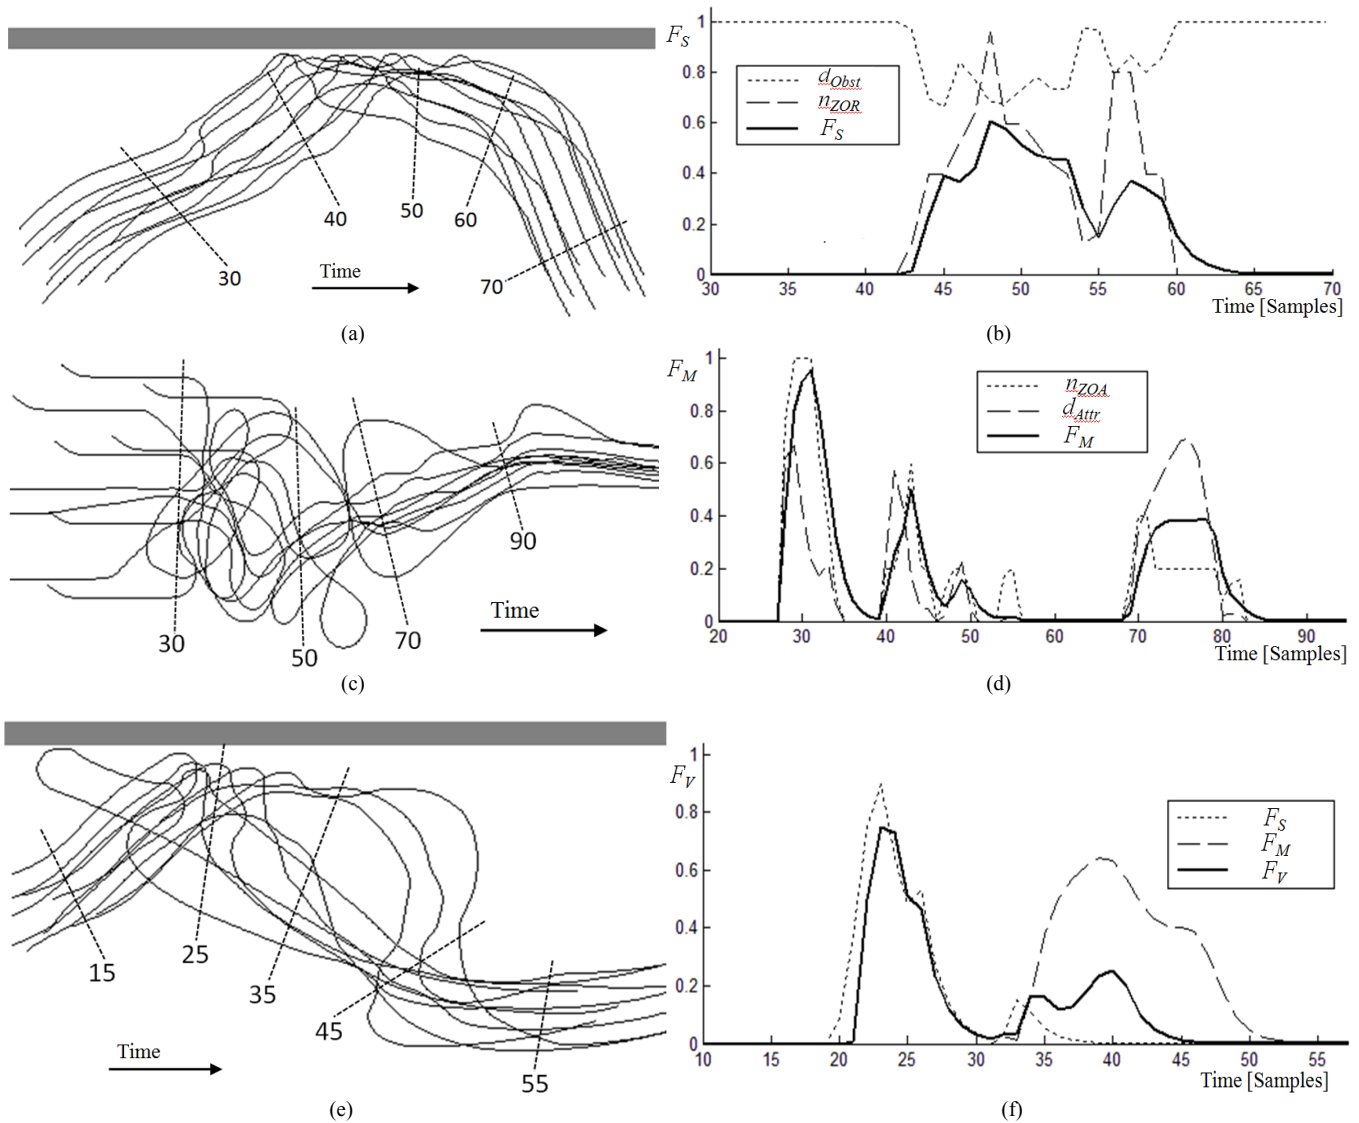 30
40
50
60
70
Time
(a)
F_S
1
0.8
0.6
0.4
0.2
0
30 35 40 45 50 55 60 65 70
d_Obst
n_ZOR
F_S
Time [Samples]
(b)
30
50
70
90
Time
(c)
F_M
1
0.8
0.6
0.4
0.2
0
20 30 40 50 60 70 80 90
n_ZOA
d_Attr
F_M
Time [Samples]
(d)
15
25
35
45
55
Time
(e)
F_V
1
0.8
0.6
0.4
0.2
0
10 15 20 25 30 35 40 45 50 55
F_S
F_M
F_V
Time [Samples]
(f)